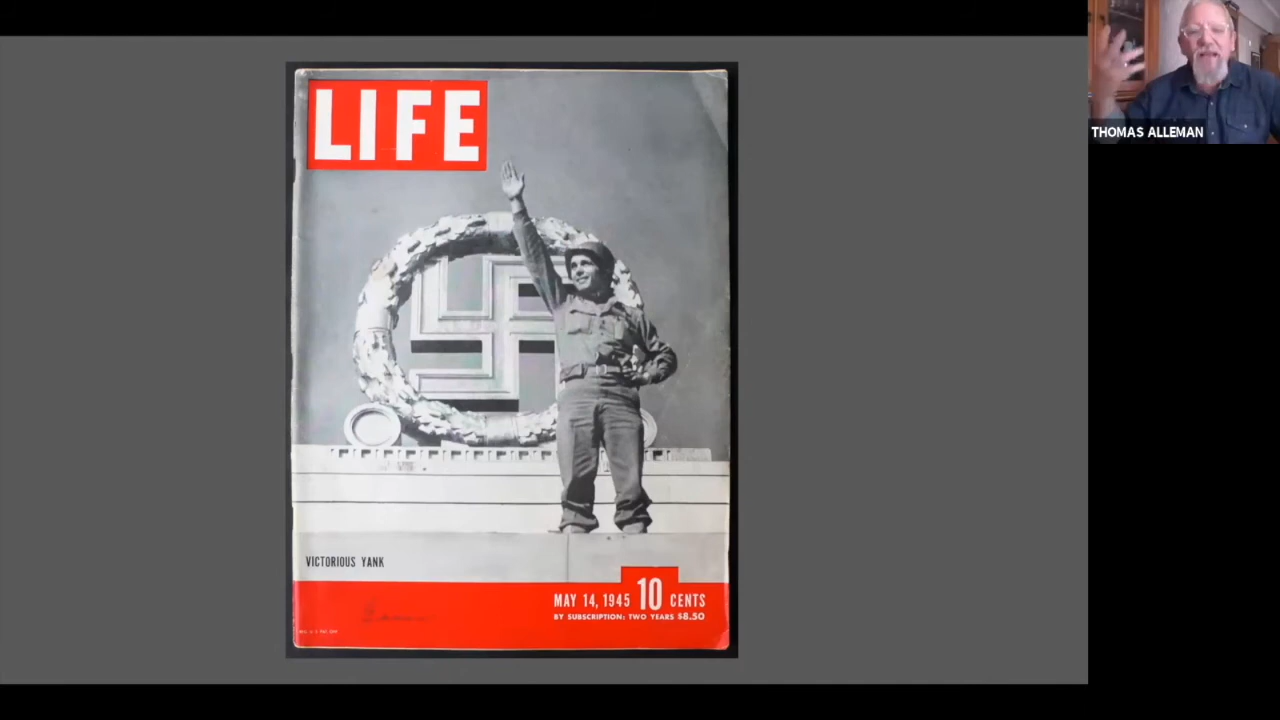 LIFE
THOMAS ALLEMAN
VICTORIOUS YANK
MAY 14, 1945 10 CENTS
BY SUBSCRIPTION: TWO YEARS $8.50